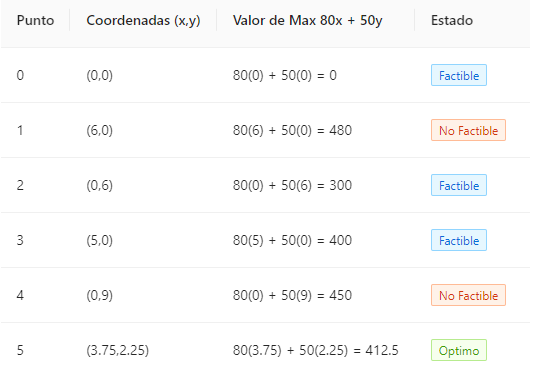 Punto Coordenadas (x,y) Valor de Max 80x + 50y Estado
0 (0,0) 80(0) + 50(0) = 0 Factible
1 (6,0) 80(6) + 50(0) = 480 No Factible
2 (0,6) 80(0) + 50(6) = 300 Factible
3 (5,0) 80(5) + 50(0) = 400 Factible
4 (0,9) 80(0) + 50(9) = 450 No Factible
5 (3.75,2.25) 80(3.75) + 50(2.25) = 412.5 Optimo